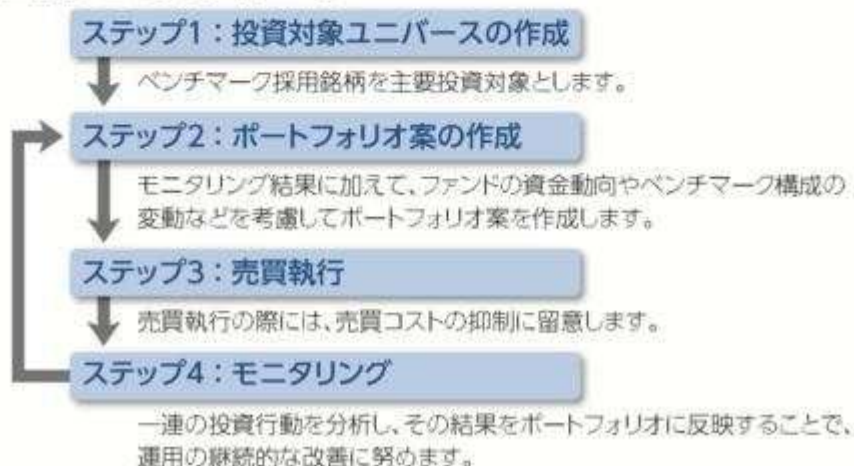 ステップ1：投資対象ユニバースの作成
ベンチマーク採用銘柄を主要投資対象とします。
ステップ2：ポートフォリオ案の作成
モニタリング結果に加えて、ファンドの資金動向やベンチマーク構成の
変動などを考慮してポートフォリオ案を作成します。
ステップ3：売買執行
売買執行の際には、売買コストの抑制に留意します。
ステップ4：モニタリング
一連の投資行動を分析し、その結果をポートフォリオに反映することで、
運用の継続的な改善に努めます。